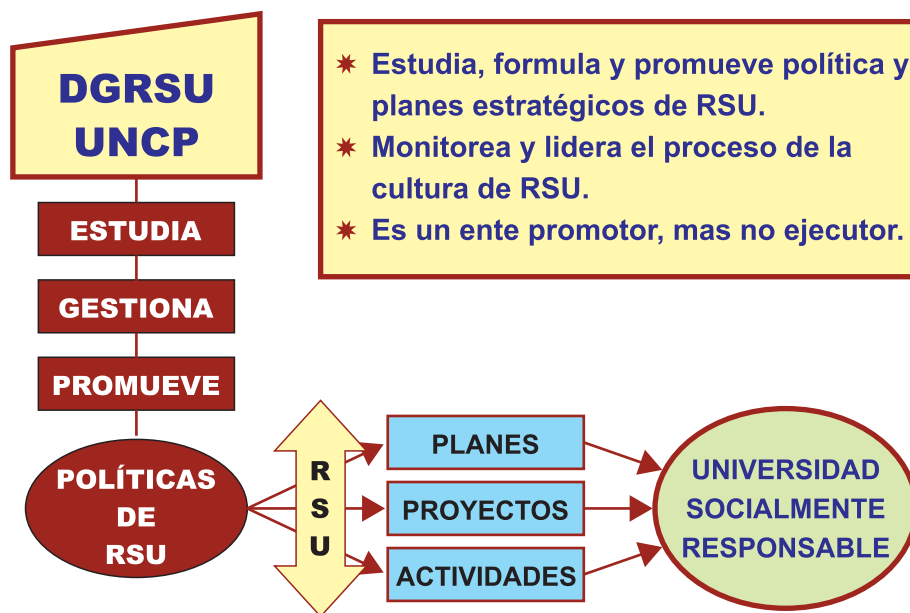 DGRSU
UNCP
ESTUDIA
GESTIONA
PROMUEVE
POLÍTICAS
DE
RSU
✷ Estudia, formula y promueve política y
planes estratégicos de RSU.
✷ Monitorea y lidera el proceso de la
cultura de RSU.
✷ Es un ente promotor, mas no ejecutor.
R
S
U
PLANES
PROYECTOS
ACTIVIDADES
UNIVERSIDAD
SOCIALMENTE
RESPONSABLE